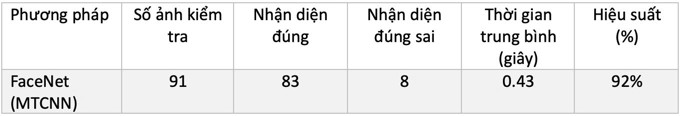 Phương pháp Số ảnh kiểm tra Nhận diện đúng Nhận diện đúng sai Thời gian trung bình (giây) Hiệu suất (%)
FaceNet (MTCNN) 91 83 8 0.43 92%